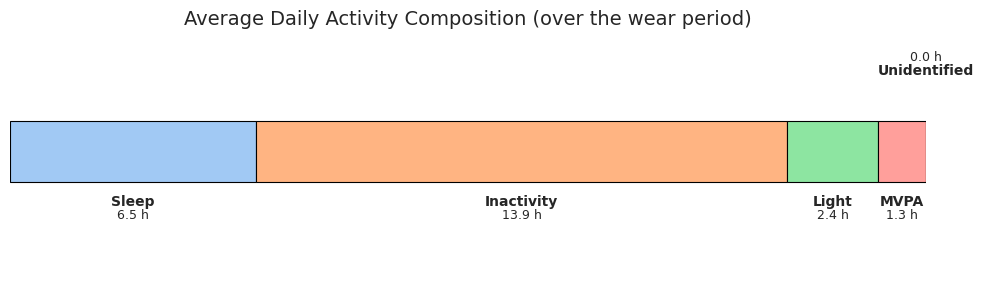 Average Daily Activity Composition (over the wear period)
0.0 h
Unidentified
Sleep
6.5 h
Inactivity
13.9 h
Light
2.4 h
MVPA
1.3 h